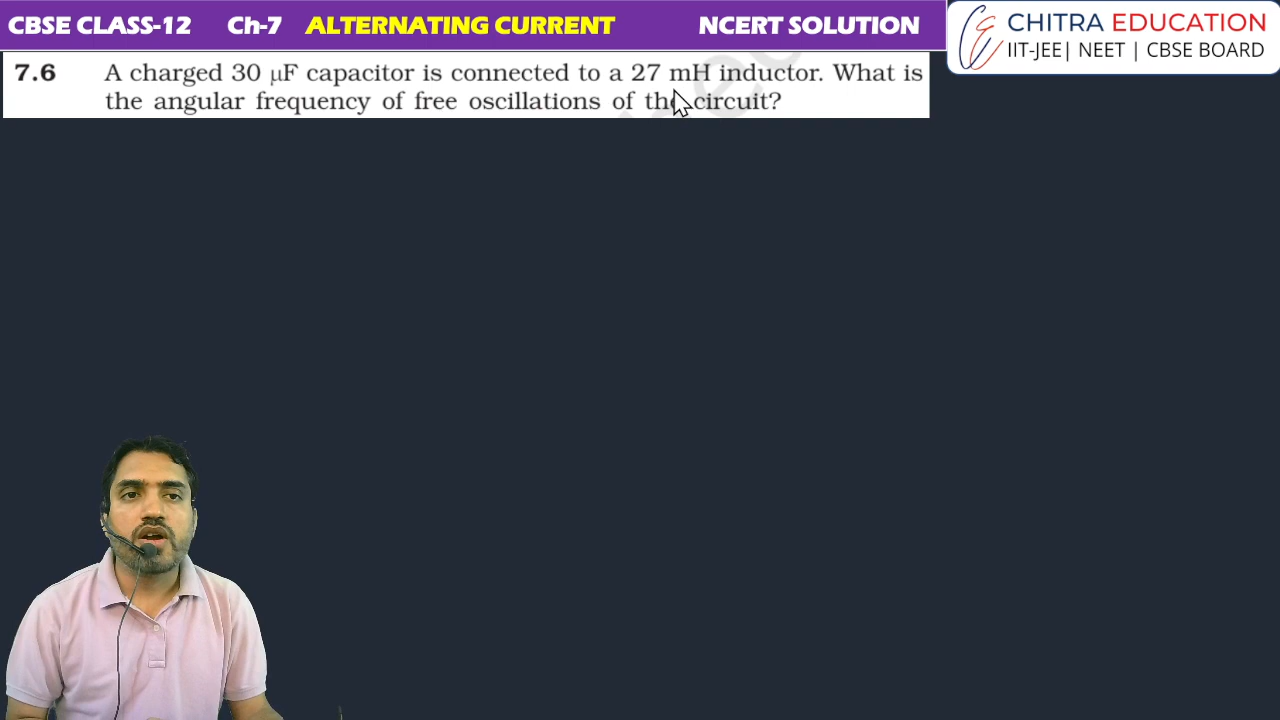 CBSE CLASS-12 Ch-7 ALTERNATING CURRENT NCERT SOLUTION
CHITRA EDUCATION
IIT-JEE| NEET | CBSE BOARD
7.6 A charged 30 μF capacitor is connected to a 27 mH inductor. What is
the angular frequency of free oscillations of the circuit?